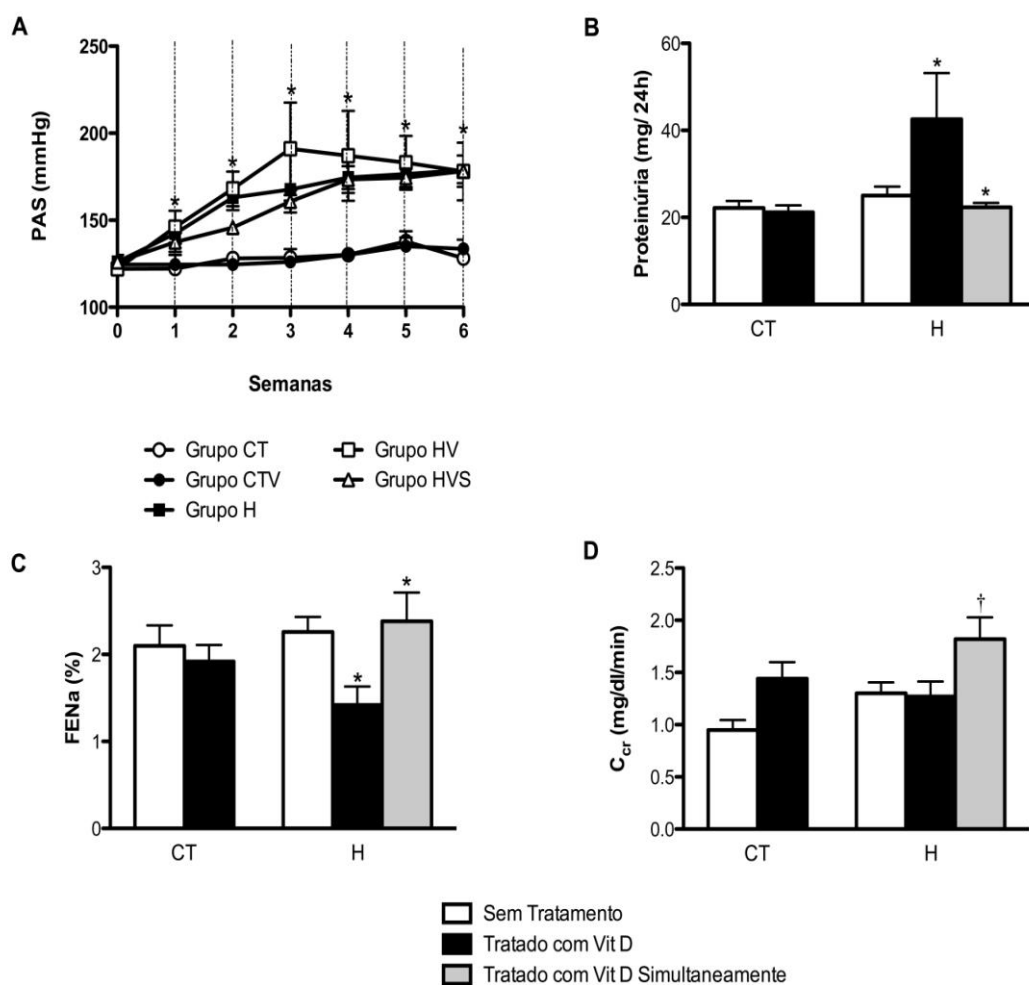 A
250
200
150
100
PAS (mmHg)
* * * * * *
0 1 2 3 4 5 6
Semanas
Grupo CT
Grupo CTV
Grupo H
Grupo HV
Grupo HVS
B
60
40
20
0
Proteinúria (mg/ 24h)
*
*
CT H
C
3
2
1
0
FENa (%)
*
*
CT H
D
2.5
2.0
1.5
1.0
0.5
0.0
Ccr (mg/dl/min)
†
CT H
Sem Tratamento
Tratado com Vit D
Tratado com Vit D Simultaneamente